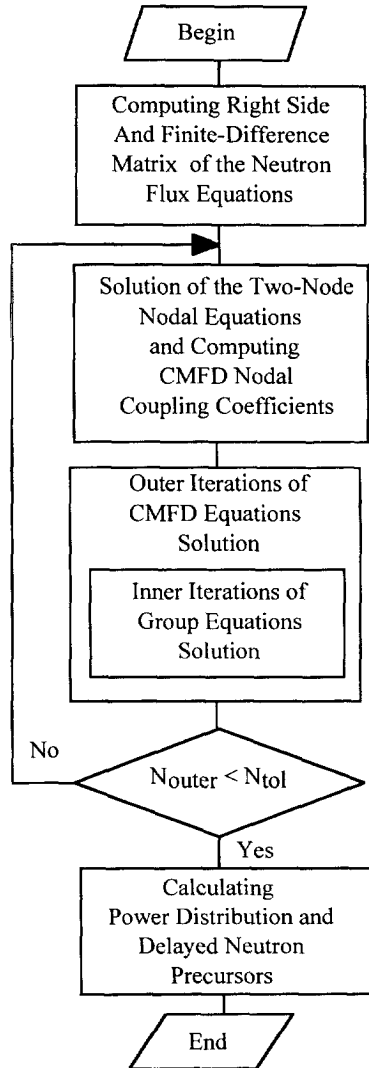 Begin
Computing Right Side
And Finite-Difference
Matrix of the Neutron
Flux Equations
Solution of the Two-Node
Nodal Equations
and Computing
CMFD Nodal
Coupling Coefficients
Outer Iterations of
CMFD Equations
Solution
Inner Iterations of
Group Equations
Solution
No
Nouter < Ntol
Yes
Calculating
Power Distribution and
Delayed Neutron
Precursors
End